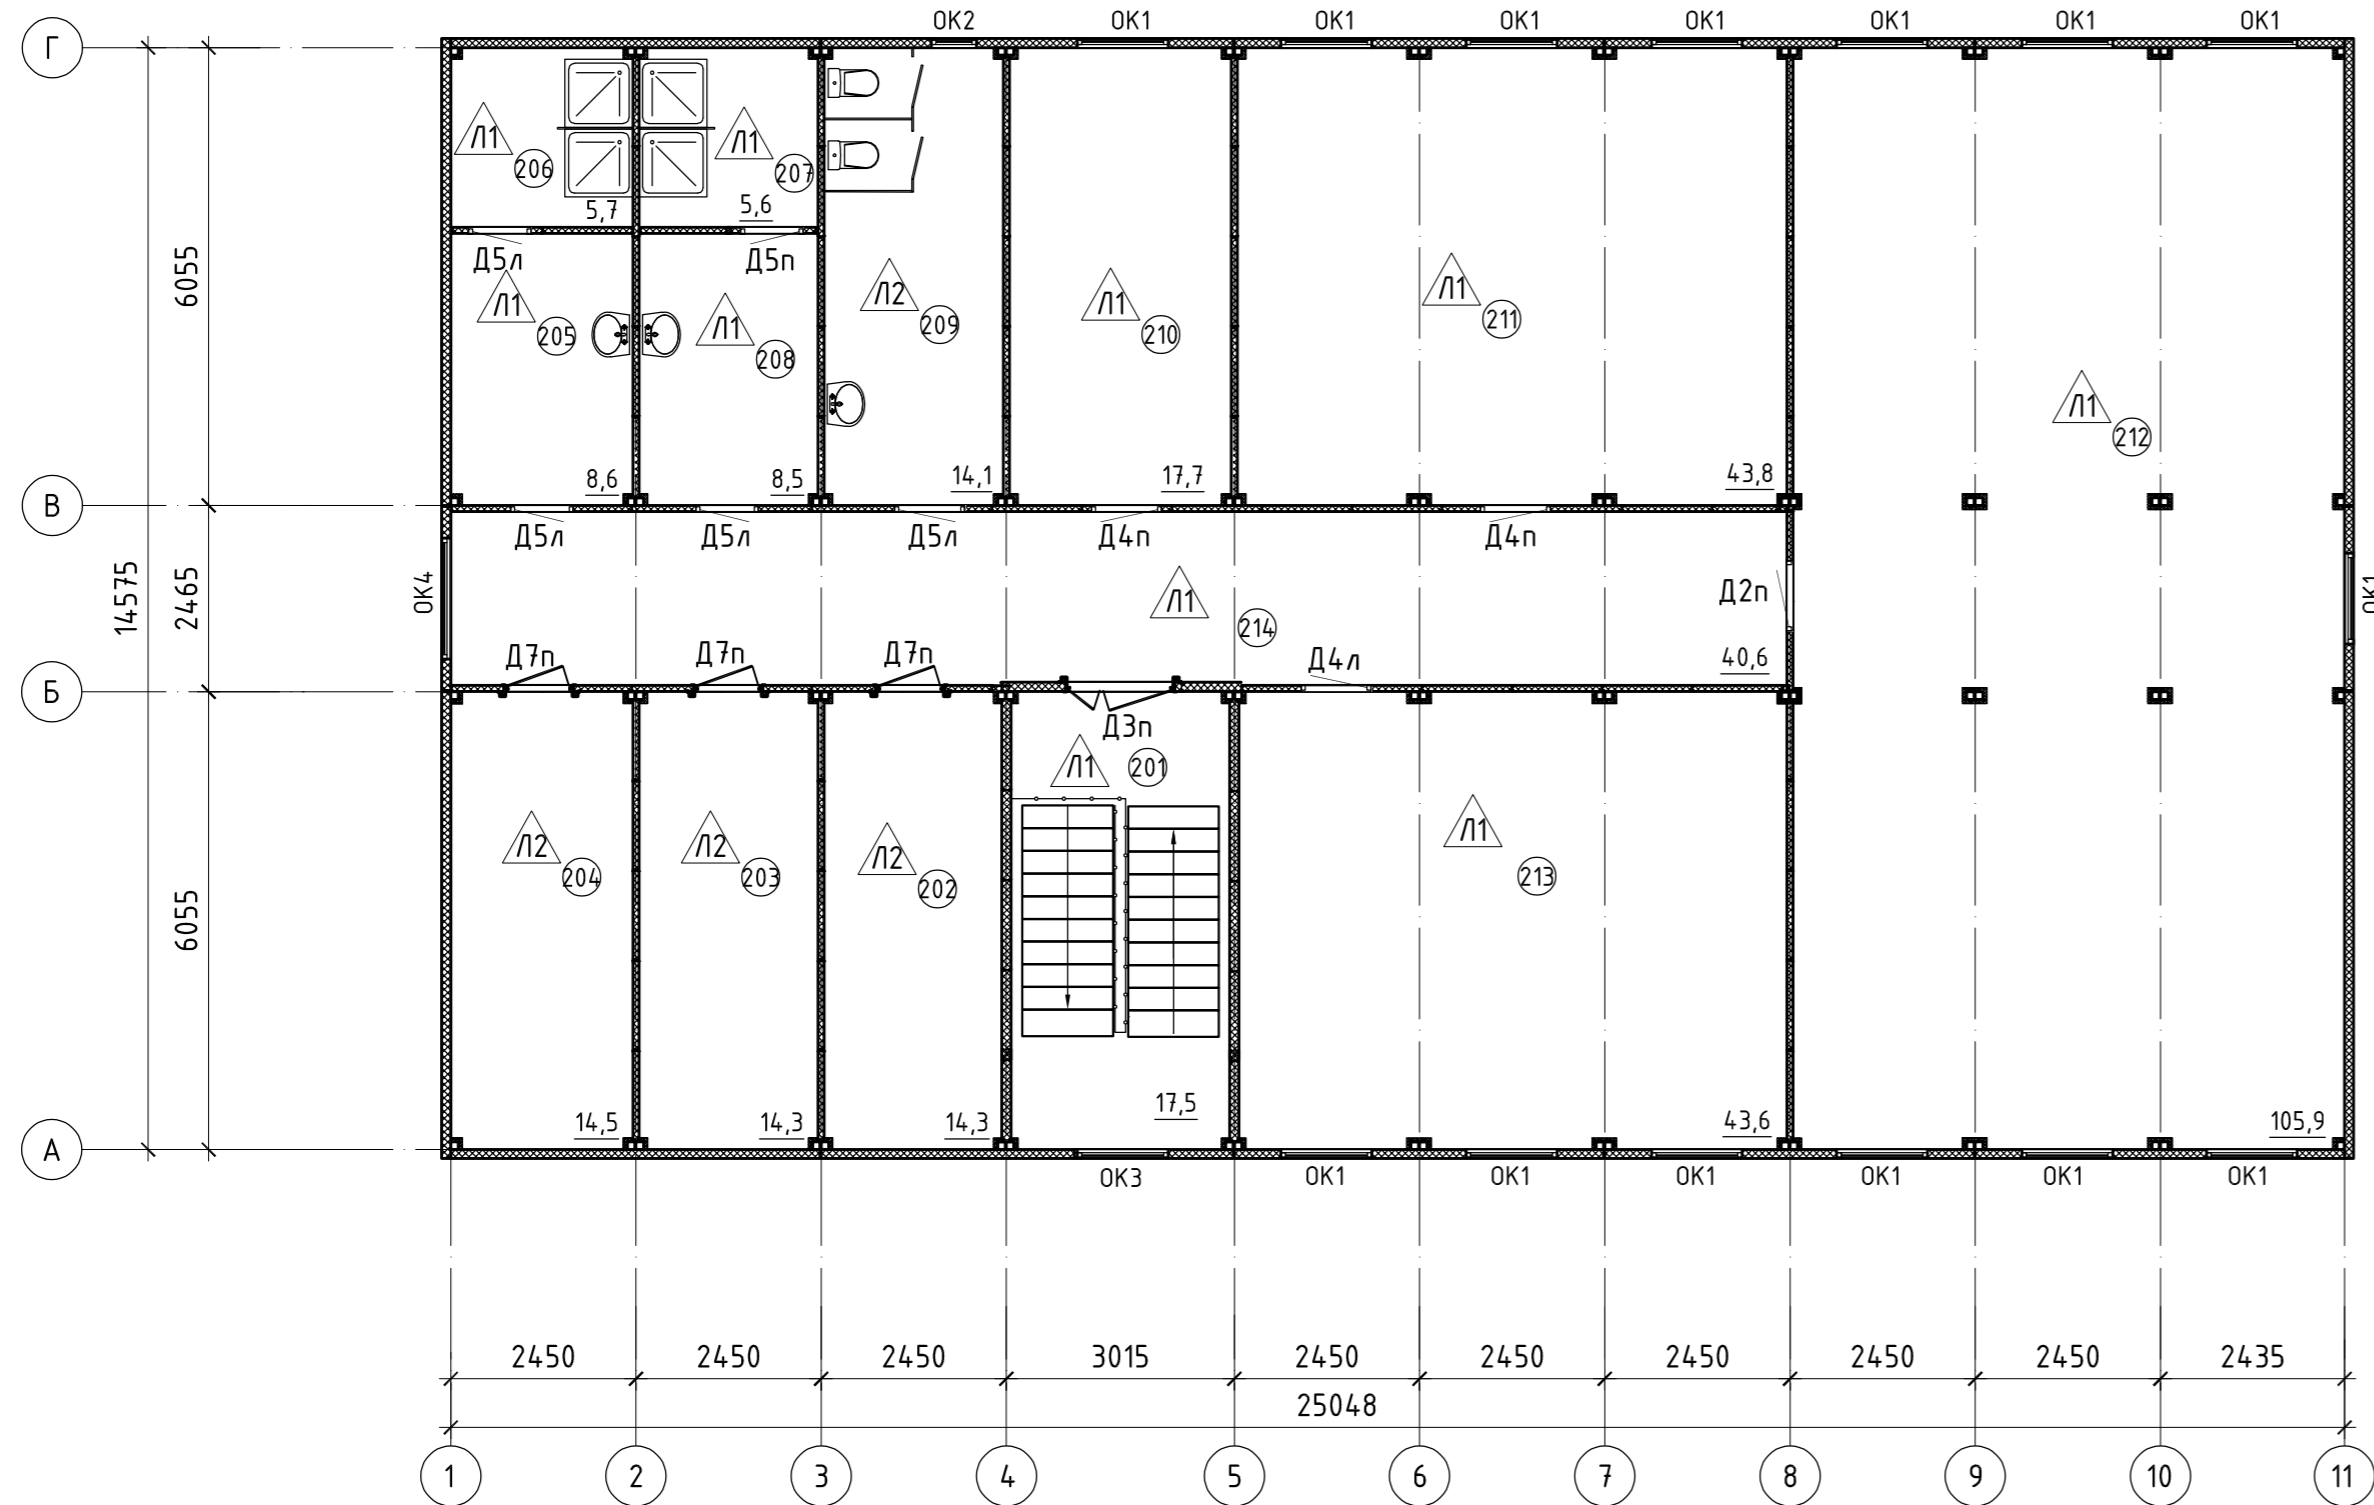 Г
ОК2
ОК1
ОК1
ОК1
ОК1
ОК1
ОК1
ОК1
Л1
206
Л1
207
5,7
5,6
Д5л
Д5п
6055
Л1
205
Л1
208
Л2
209
Л1
210
Л1
211
Л1
212
8,6
8,5
14,1
17,7
43,8
В
Д5л
Д5л
Д5л
Д4п
Д4п
14575
2465
ОК4
Л1
214
Д2п
ОК1
Д7п
Д7п
Д7п
Д4л
40,6
Б
Д3п
Л1
201
Л2
204
Л2
203
Л2
202
Л1
213
6055
14,5
14,3
14,3
17,5
43,6
105,9
А
ОК3
ОК1
ОК1
ОК1
ОК1
ОК1
ОК1
2450
2450
2450
3015
2450
2450
2450
2450
2450
2435
25048
1
2
3
4
5
6
7
8
9
10
11